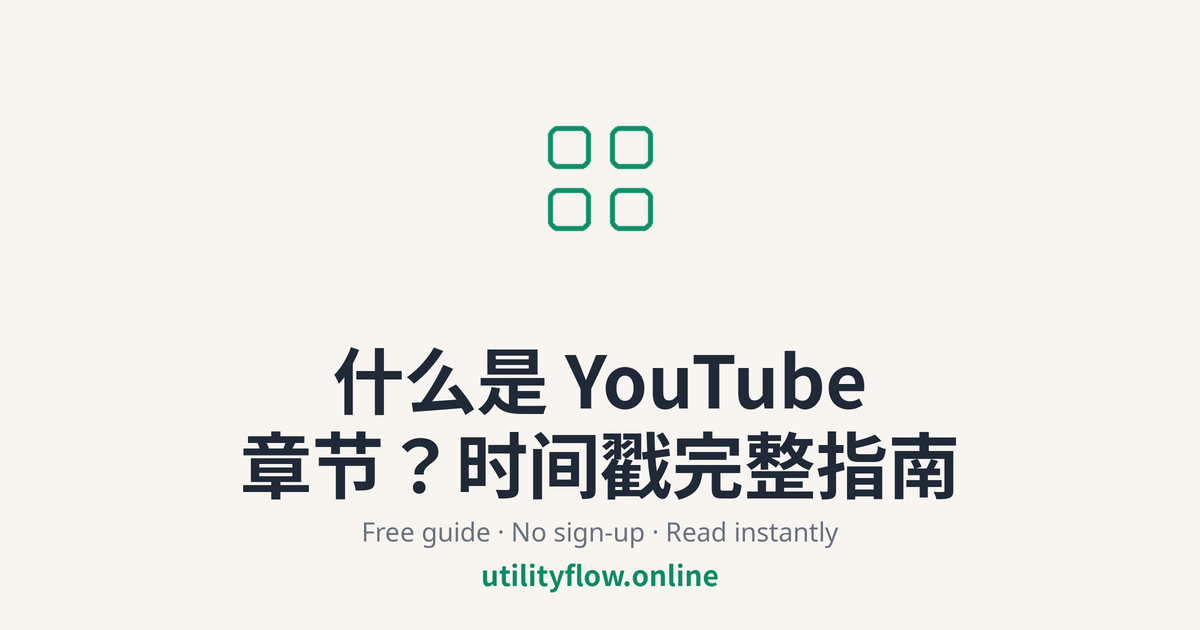 什么是 YouTube
章节？时间戳完整指南
Free guide · No sign-up · Read instantly
utilityflow.online